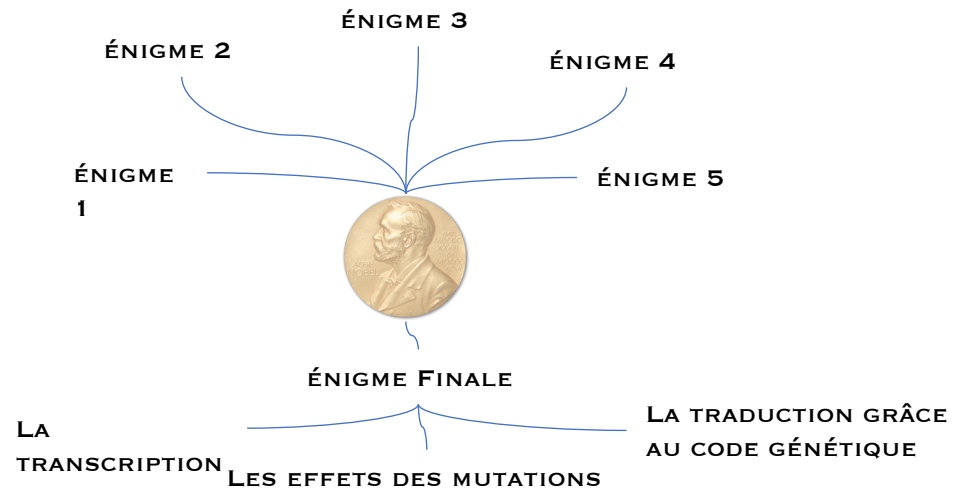 ÉNIGME 3
ÉNIGME 2
ÉNIGME 4
ÉNIGME
1
ÉNIGME 5
NOBEL
ÉNIGME FINALE
LA
TRANSCRIPTION
LES EFFETS DES MUTATIONS
LA TRADUCTION GRÂCE
AU CODE GÉNÉTIQUE